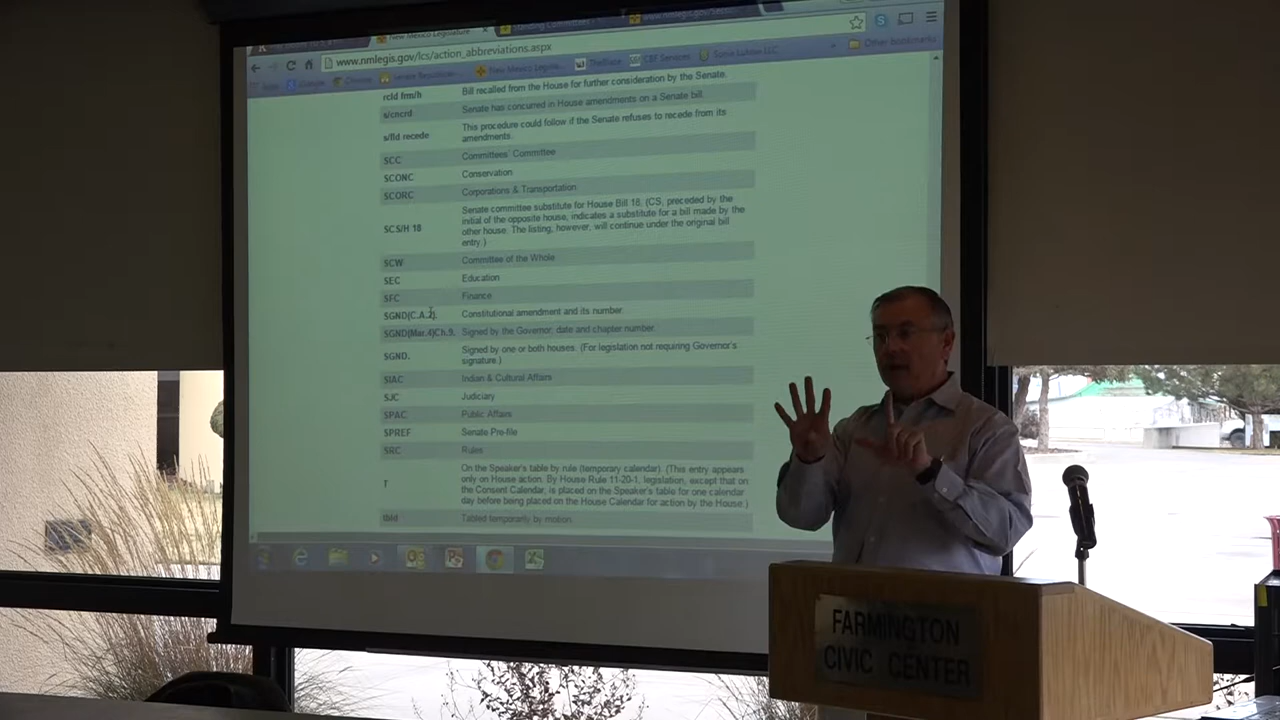 New Mexico Legislature
www.nmlegis.gov/lcs/action_abbreviations.aspx
New Mexico Legisla... TheBlaze CBF Services Other bookmarks
rcld frm/h Bill recalled from the House for further consideration by the Senate.
s/cncrd Senate has concurred in House amendments on a Senate bill.
s/fld recede This procedure could follow if the Senate refuses to recede from its
amendments.
SCC Committees' Committee
SCONC Conservation
SCORC Corporations & Transportation
SCS/H 18 Senate committee substitute for House Bill 18. (CS, preceded by the
initial of the opposite house, indicates a substitute for a bill made by the
other house. The listing, however, will continue under the original bill
entry.)
SCW Committee of the Whole
SEC Education
SFC Finance
SGND(C.A.2). Constitutional amendment and its number.
SGND(Mar.4)Ch.9. Signed by the Governor, date and chapter number.
SGND. Signed by one or both houses. (For legislation not requiring Governor's
signature.)
SIAC Indian & Cultural Affairs
SJC Judiciary
SPAC Public Affairs
SPREF Senate Pre-file
SRC Rules
T On the Speaker's table by rule (temporary calendar). (This entry appears
only on House action. By House Rule 11-20-1, legislation, except that on
the Consent Calendar, is placed on the Speaker's table for one calendar
day before being placed on the House Calendar for action by the House.)
tbld Tabled temporarily by motion.
FARMINGTON
CIVIC CENTER